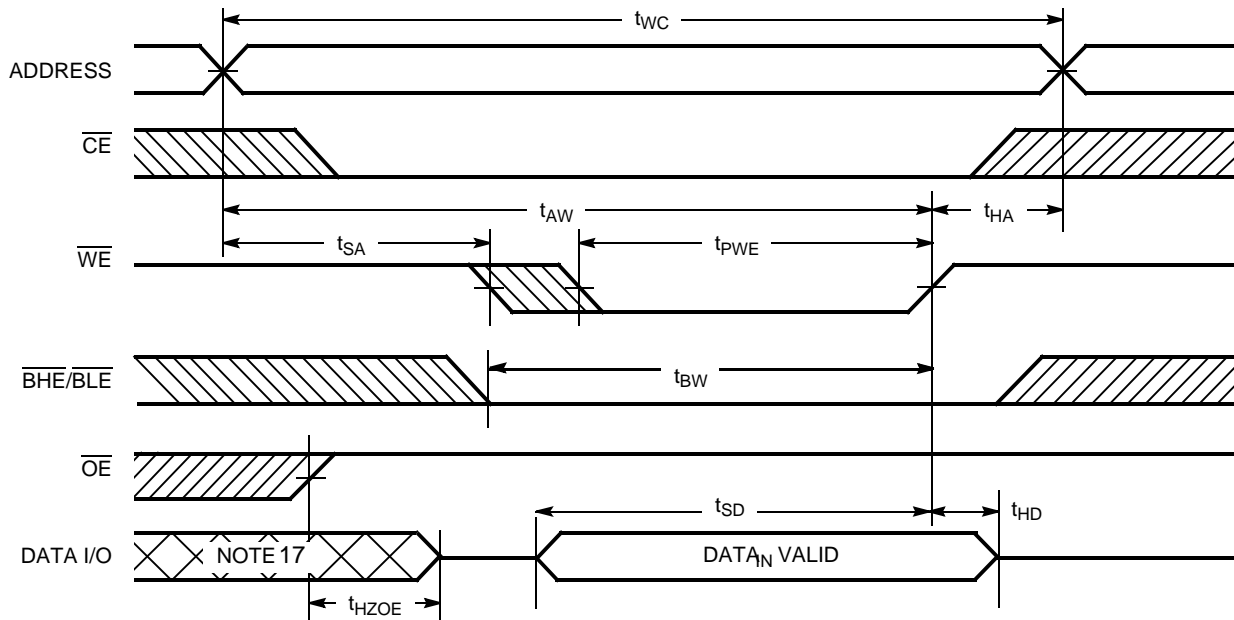 tWC
ADDRESS
CE
tAW
tHA
tSA
tPWE
WE
BHE/BLE
tBW
OE
tSD
tHD
DATA I/O
NOTE 17
DATAIN VALID
tHZOE